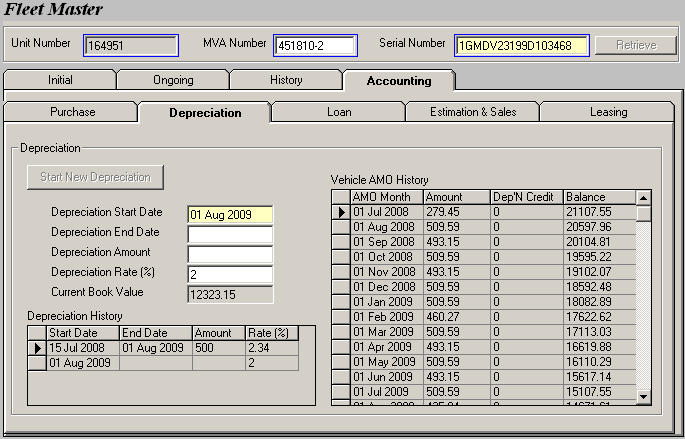 Fleet Master
Unit Number 164951 MVA Number 451810-2 Serial Number 1GMDV23199D103468 Retrieve
Initial Ongoing History Accounting
Purchase Depreciation Loan Estimation & Sales Leasing
Depreciation
Start New Depreciation
Depreciation Start Date 01 Aug 2009
Depreciation End Date
Depreciation Amount
Depreciation Rate (%) 2
Current Book Value 12323.15
Depreciation History
Start Date End Date Amount Rate (%)
15 Jul 2008 01 Aug 2009 500 2.34
01 Aug 2009 2
Vehicle AMO History
AMO Month Amount Dep'N Credit Balance
01 Jul 2008 279.45 0 21107.55
01 Aug 2008 509.59 0 20597.96
01 Sep 2008 493.15 0 20104.81
01 Oct 2008 509.59 0 19595.22
01 Nov 2008 493.15 0 19102.07
01 Dec 2008 509.59 0 18592.48
01 Jan 2009 509.59 0 18082.89
01 Feb 2009 460.27 0 17622.62
01 Mar 2009 509.59 0 17113.03
01 Apr 2009 493.15 0 16619.88
01 May 2009 509.59 0 16110.29
01 Jun 2009 493.15 0 15617.14
01 Jul 2009 509.59 0 15107.55